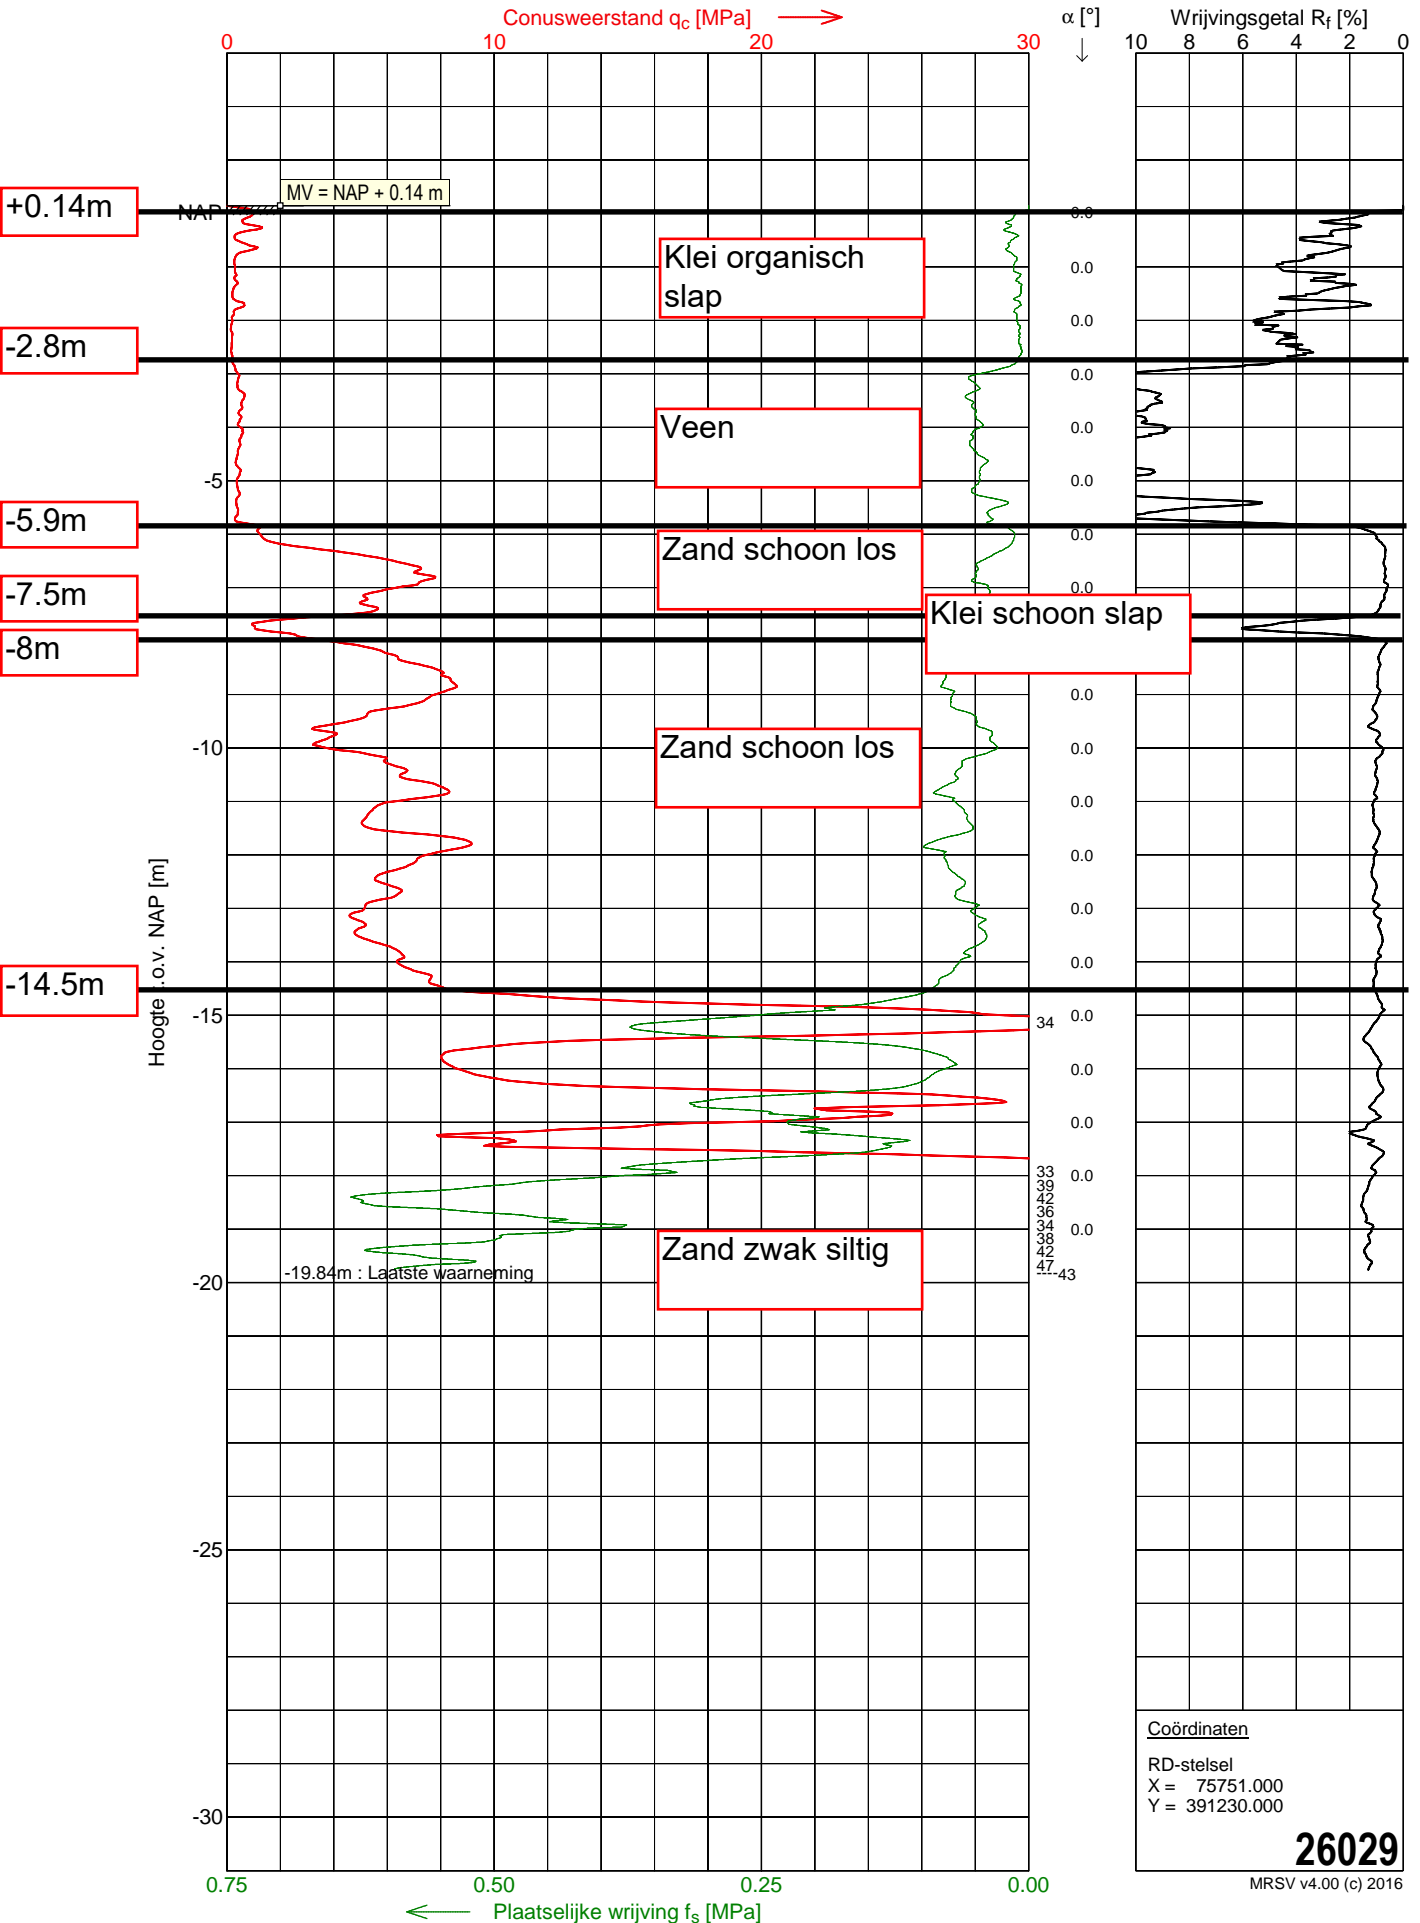 Conusweerstand qc [MPa]
α [°]
Wrijvingsgetal Rf [%]
0 10 20 30
10 8 6 4 2 0
MV = NAP + 0.14 m
+0.14m
NAP
0.0
Klei organisch
slap
0.0
0.0
-2.8m
0.0
Veen
0.0
-5
0.0
-5.9m
0.0
Zand schoon los
-7.5m
0.0
Klei schoon slap
-8m
0.0
Zand schoon los
-10
0.0
0.0
0.0
Hoogte t.o.v. NAP [m]
0.0
0.0
-14.5m
-15
0.0
34
0.0
0.0
33
0.0
39
42
36
34
0.0
38
Zand zwak siltig
42
47
-19.84m : Laatste waarneming
----43
-20
-25
-30
Coördinaten
RD-stelsel
X = 75751.000
Y = 391230.000
26029
MRSV v4.00 (c) 2016
0.75 0.50 0.25 0.00
Plaatselijke wrijving fs [MPa]